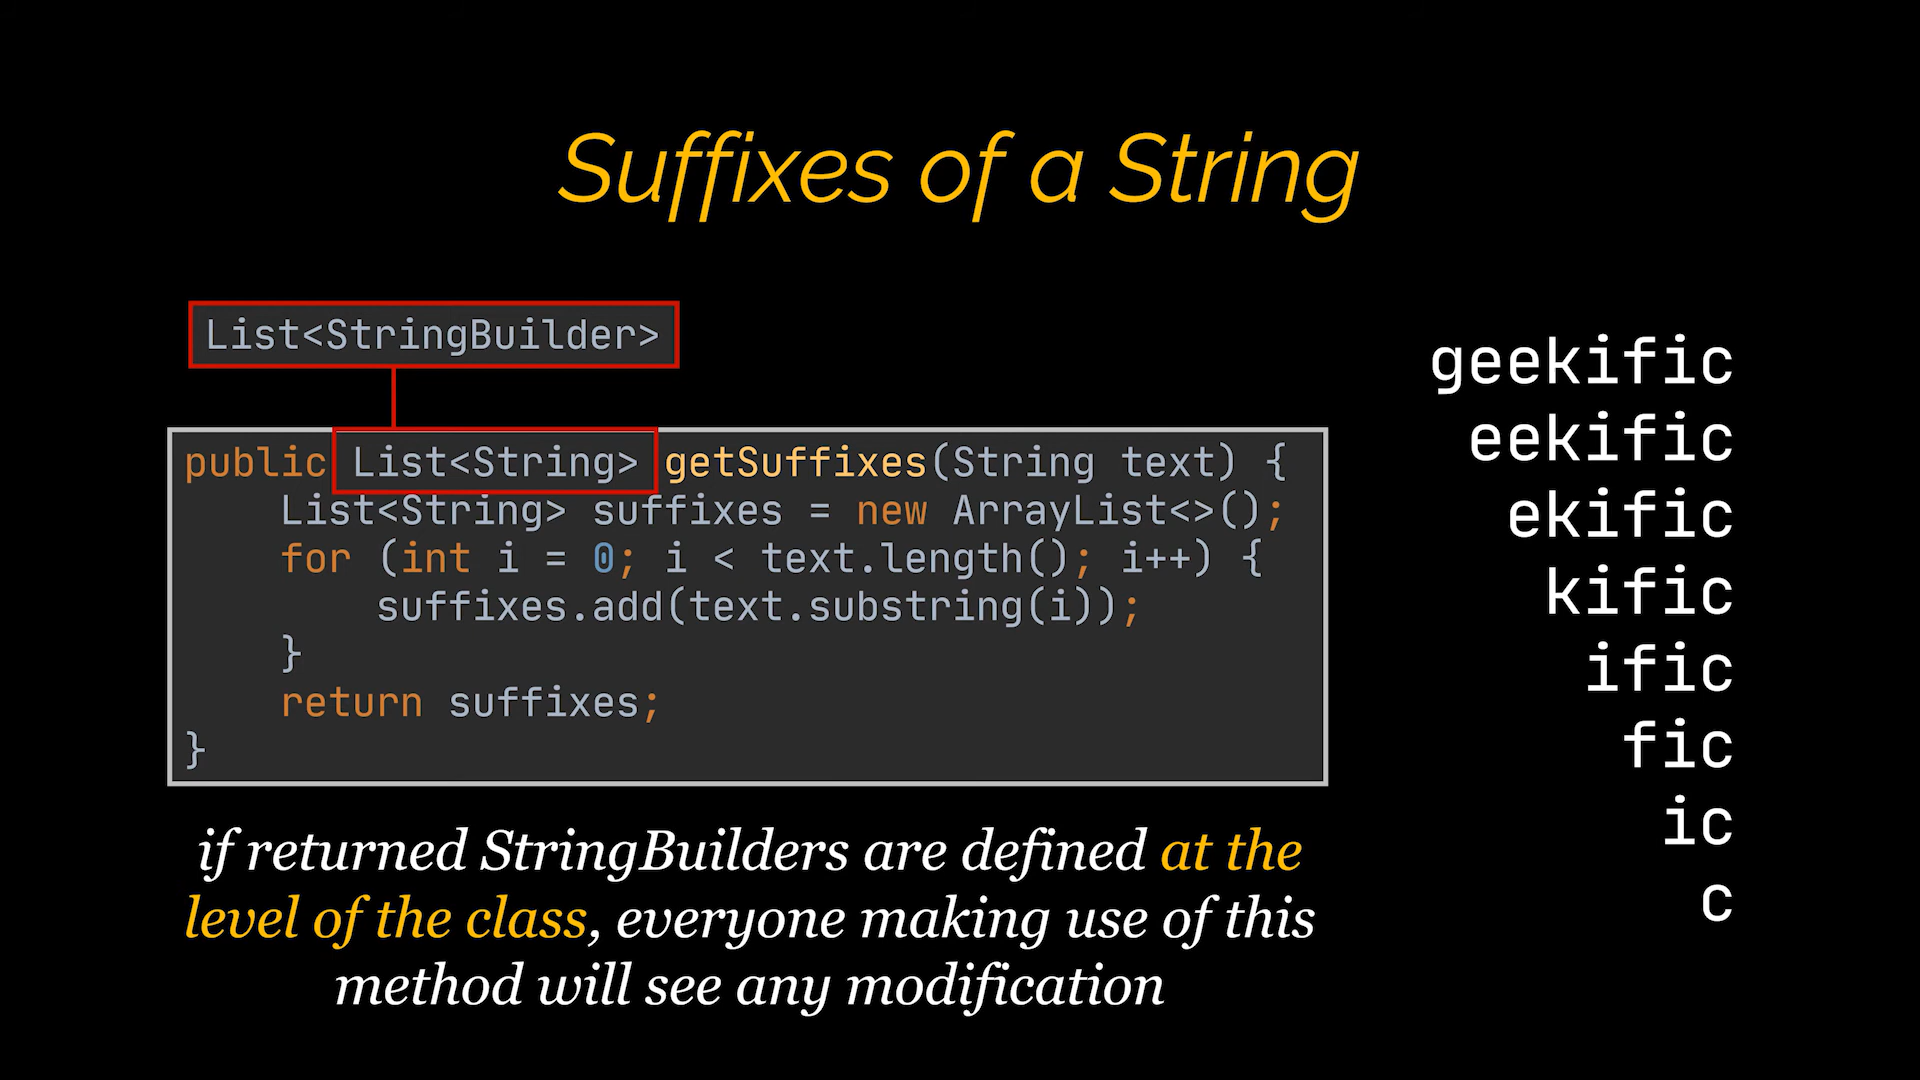 Suffixes of a String
List<StringBuilder>
public List<String> getSuffixes(String text) {
    List<String> suffixes = new ArrayList<>();
    for (int i = 0; i < text.length(); i++) {
        suffixes.add(text.substring(i));
    }
    return suffixes;
}
if returned StringBuilders are defined at the
level of the class, everyone making use of this
method will see any modification
geekific
eekific
ekific
kific
ific
fic
ic
c